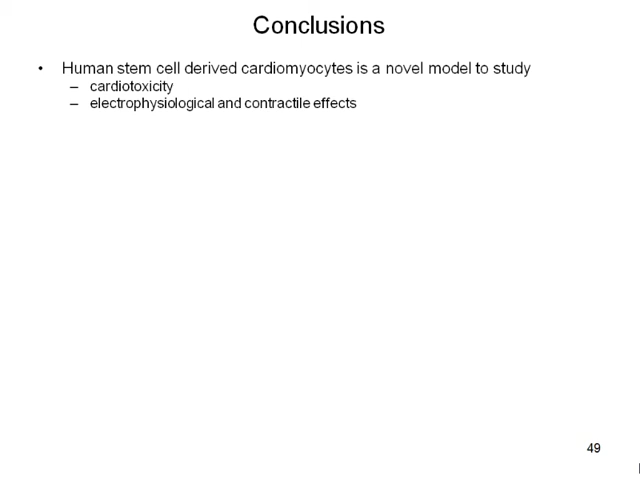 Conclusions
• Human stem cell derived cardiomyocytes is a novel model to study
– cardiotoxicity
– electrophysiological and contractile effects
49